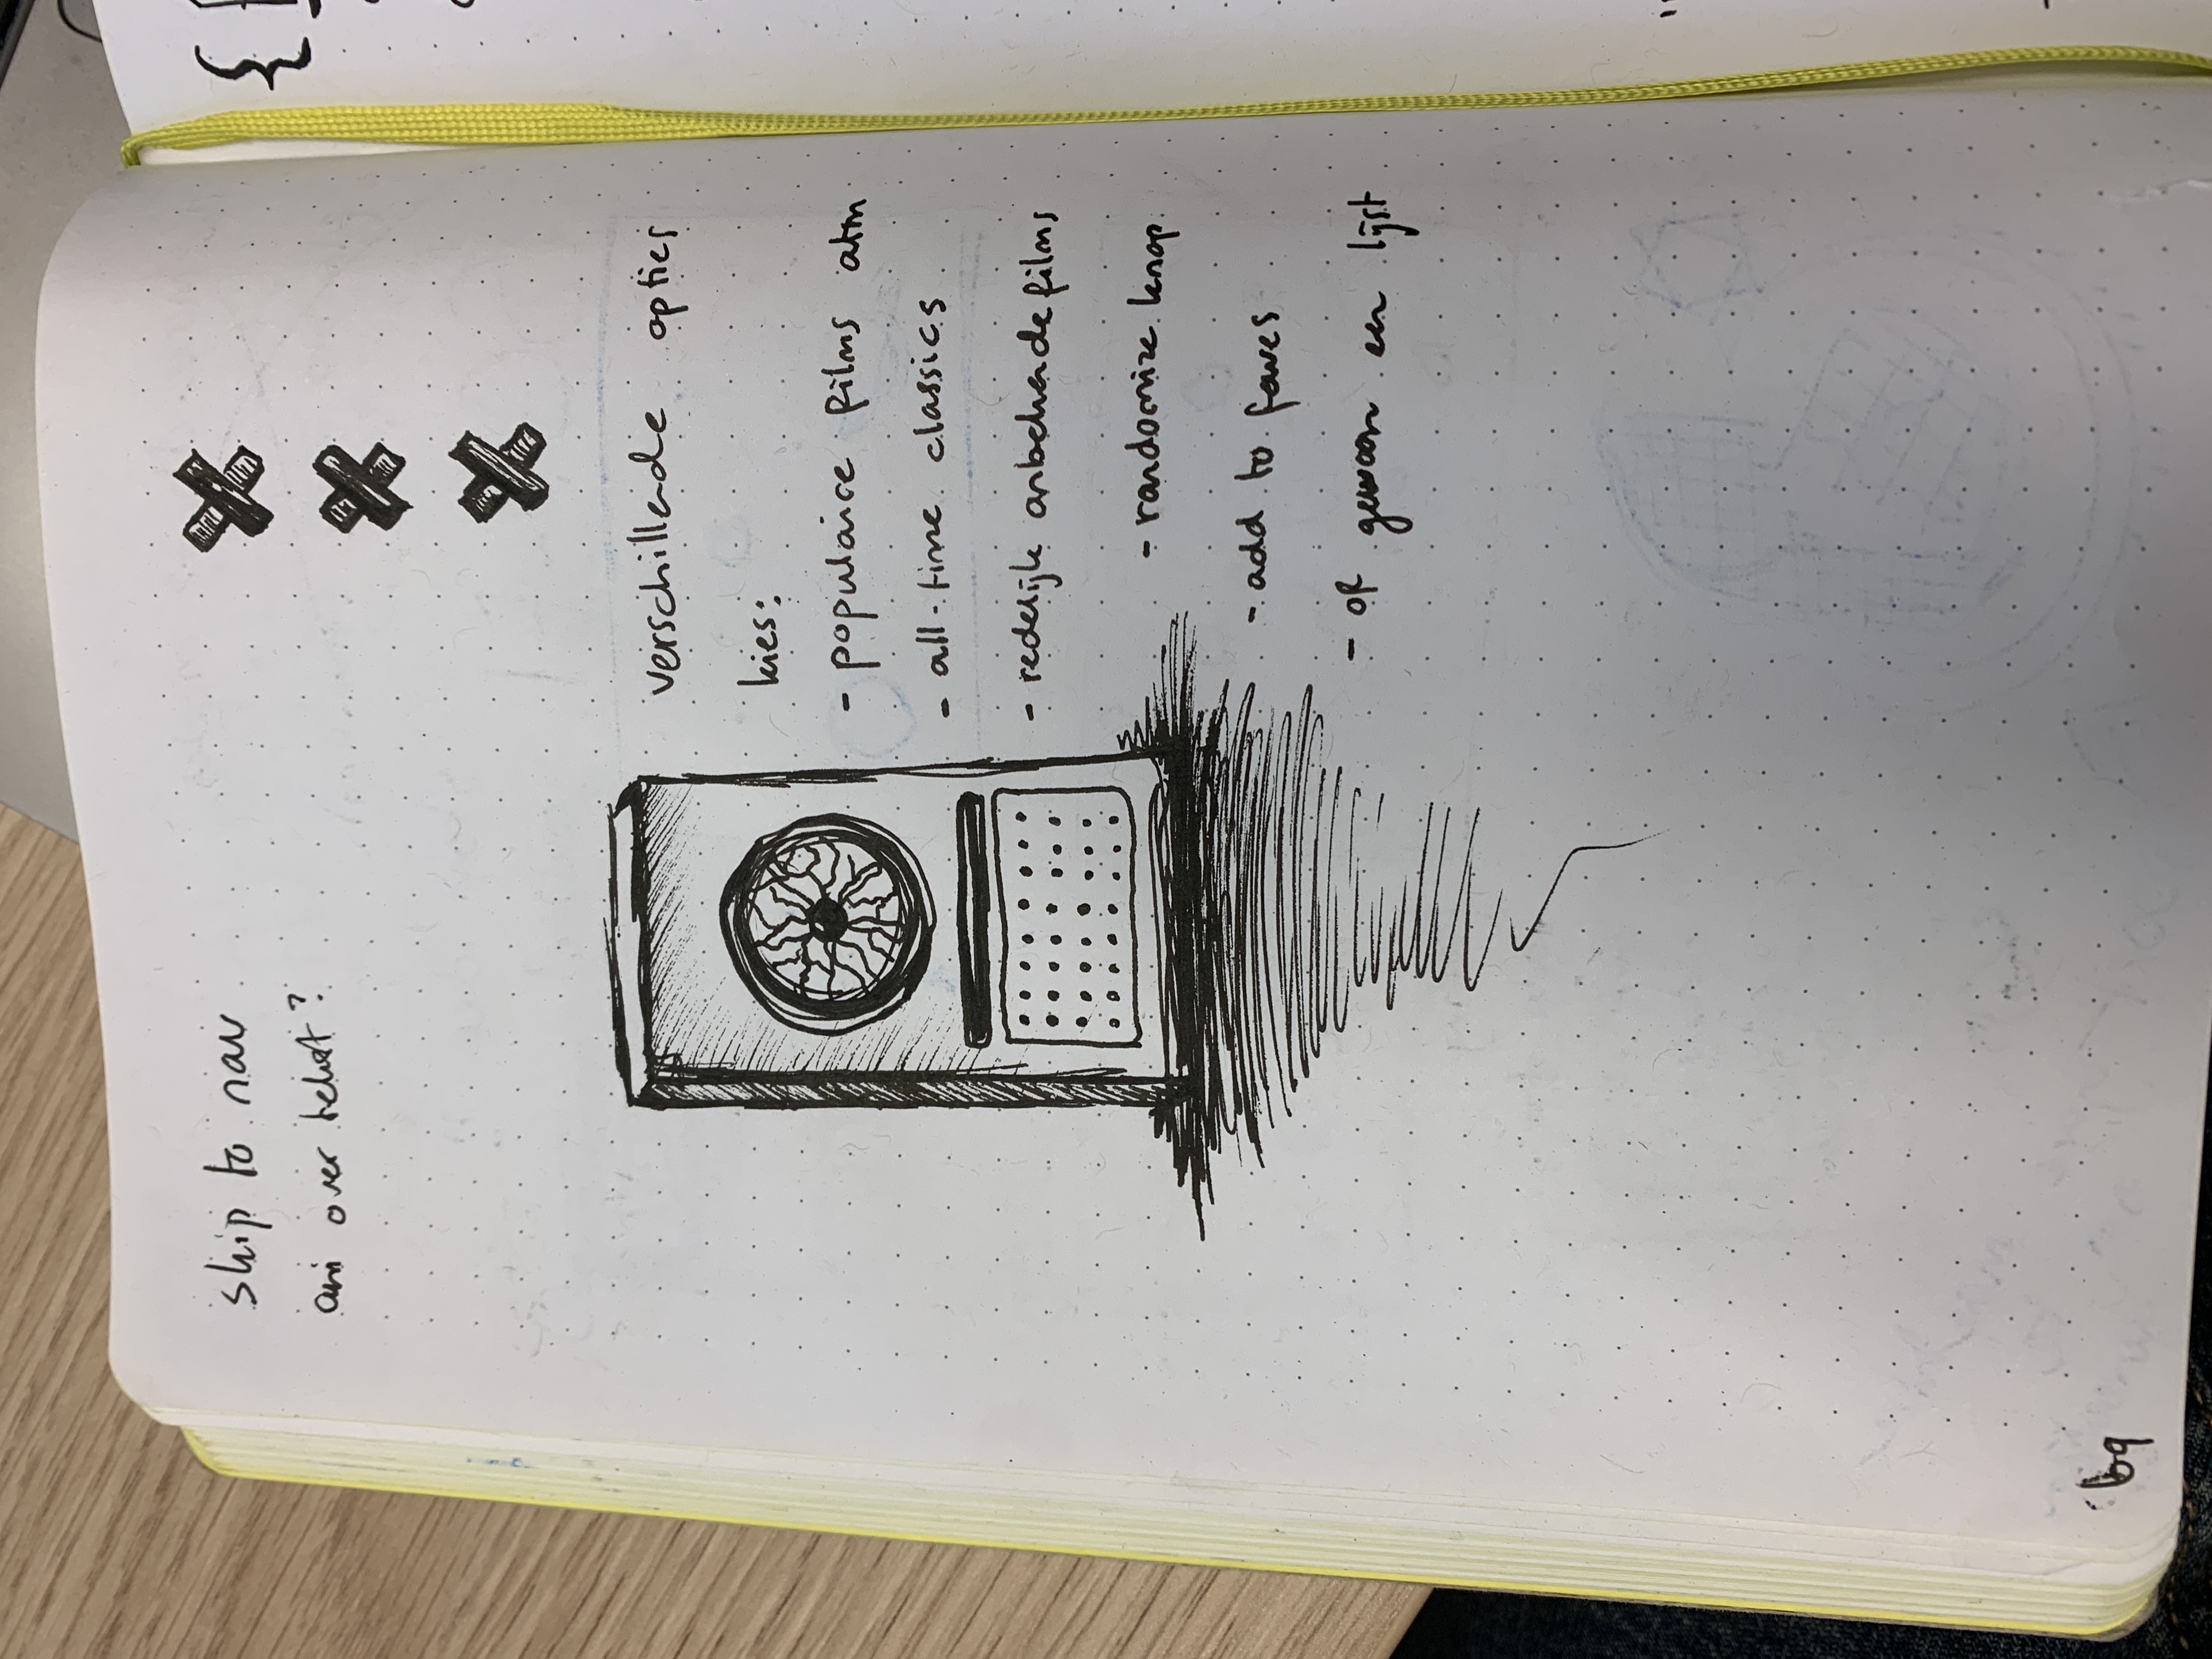 skip to nav
ani over tekst?
verschillende opties
kies:
- populaire films atm
- all-time classics
- redelijk onbekende films
- randomize knop
- add to faves
- of gewoon een lijst
69